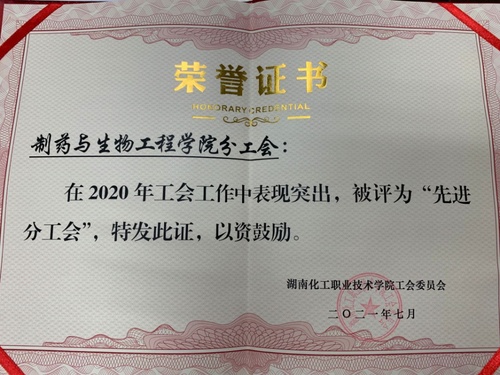 荣誉证书
HONORARY CREDENTIAL
制药与生物工程学院分工会：
在2020年工会工作中表现突出，被评为“先进
分工会”，特发此证，以资鼓励。
湖南化工职业技术学院工会委员会
二〇二一年七月